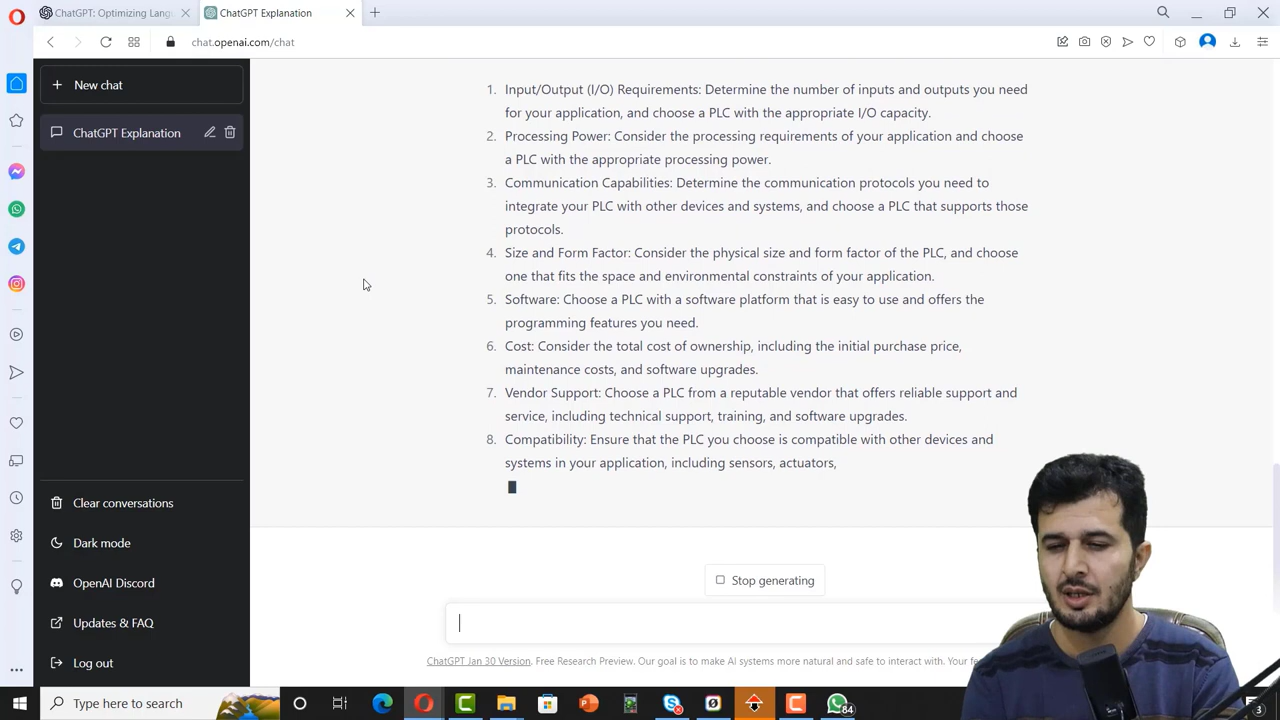 ChatGPT: Optimizing Lang
ChatGPT Explanation
chat.openai.com/chat
New chat
ChatGPT Explanation
1. Input/Output (I/O) Requirements: Determine the number of inputs and outputs you need
for your application, and choose a PLC with the appropriate I/O capacity.
2. Processing Power: Consider the processing requirements of your application and choose
a PLC with the appropriate processing power.
3. Communication Capabilities: Determine the communication protocols you need to
integrate your PLC with other devices and systems, and choose a PLC that supports those
protocols.
4. Size and Form Factor: Consider the physical size and form factor of the PLC, and choose
one that fits the space and environmental constraints of your application.
5. Software: Choose a PLC with a software platform that is easy to use and offers the
programming features you need.
6. Cost: Consider the total cost of ownership, including the initial purchase price,
maintenance costs, and software upgrades.
7. Vendor Support: Choose a PLC from a reputable vendor that offers reliable support and
service, including technical support, training, and software upgrades.
8. Compatibility: Ensure that the PLC you choose is compatible with other devices and
systems in your application, including sensors, actuators,
Clear conversations
Dark mode
OpenAI Discord
Updates & FAQ
Log out
Stop generating
ChatGPT Jan 30 Version. Free Research Preview. Our goal is to make AI systems more natural and safe to interact with. Your fe
Type here to search
84
3